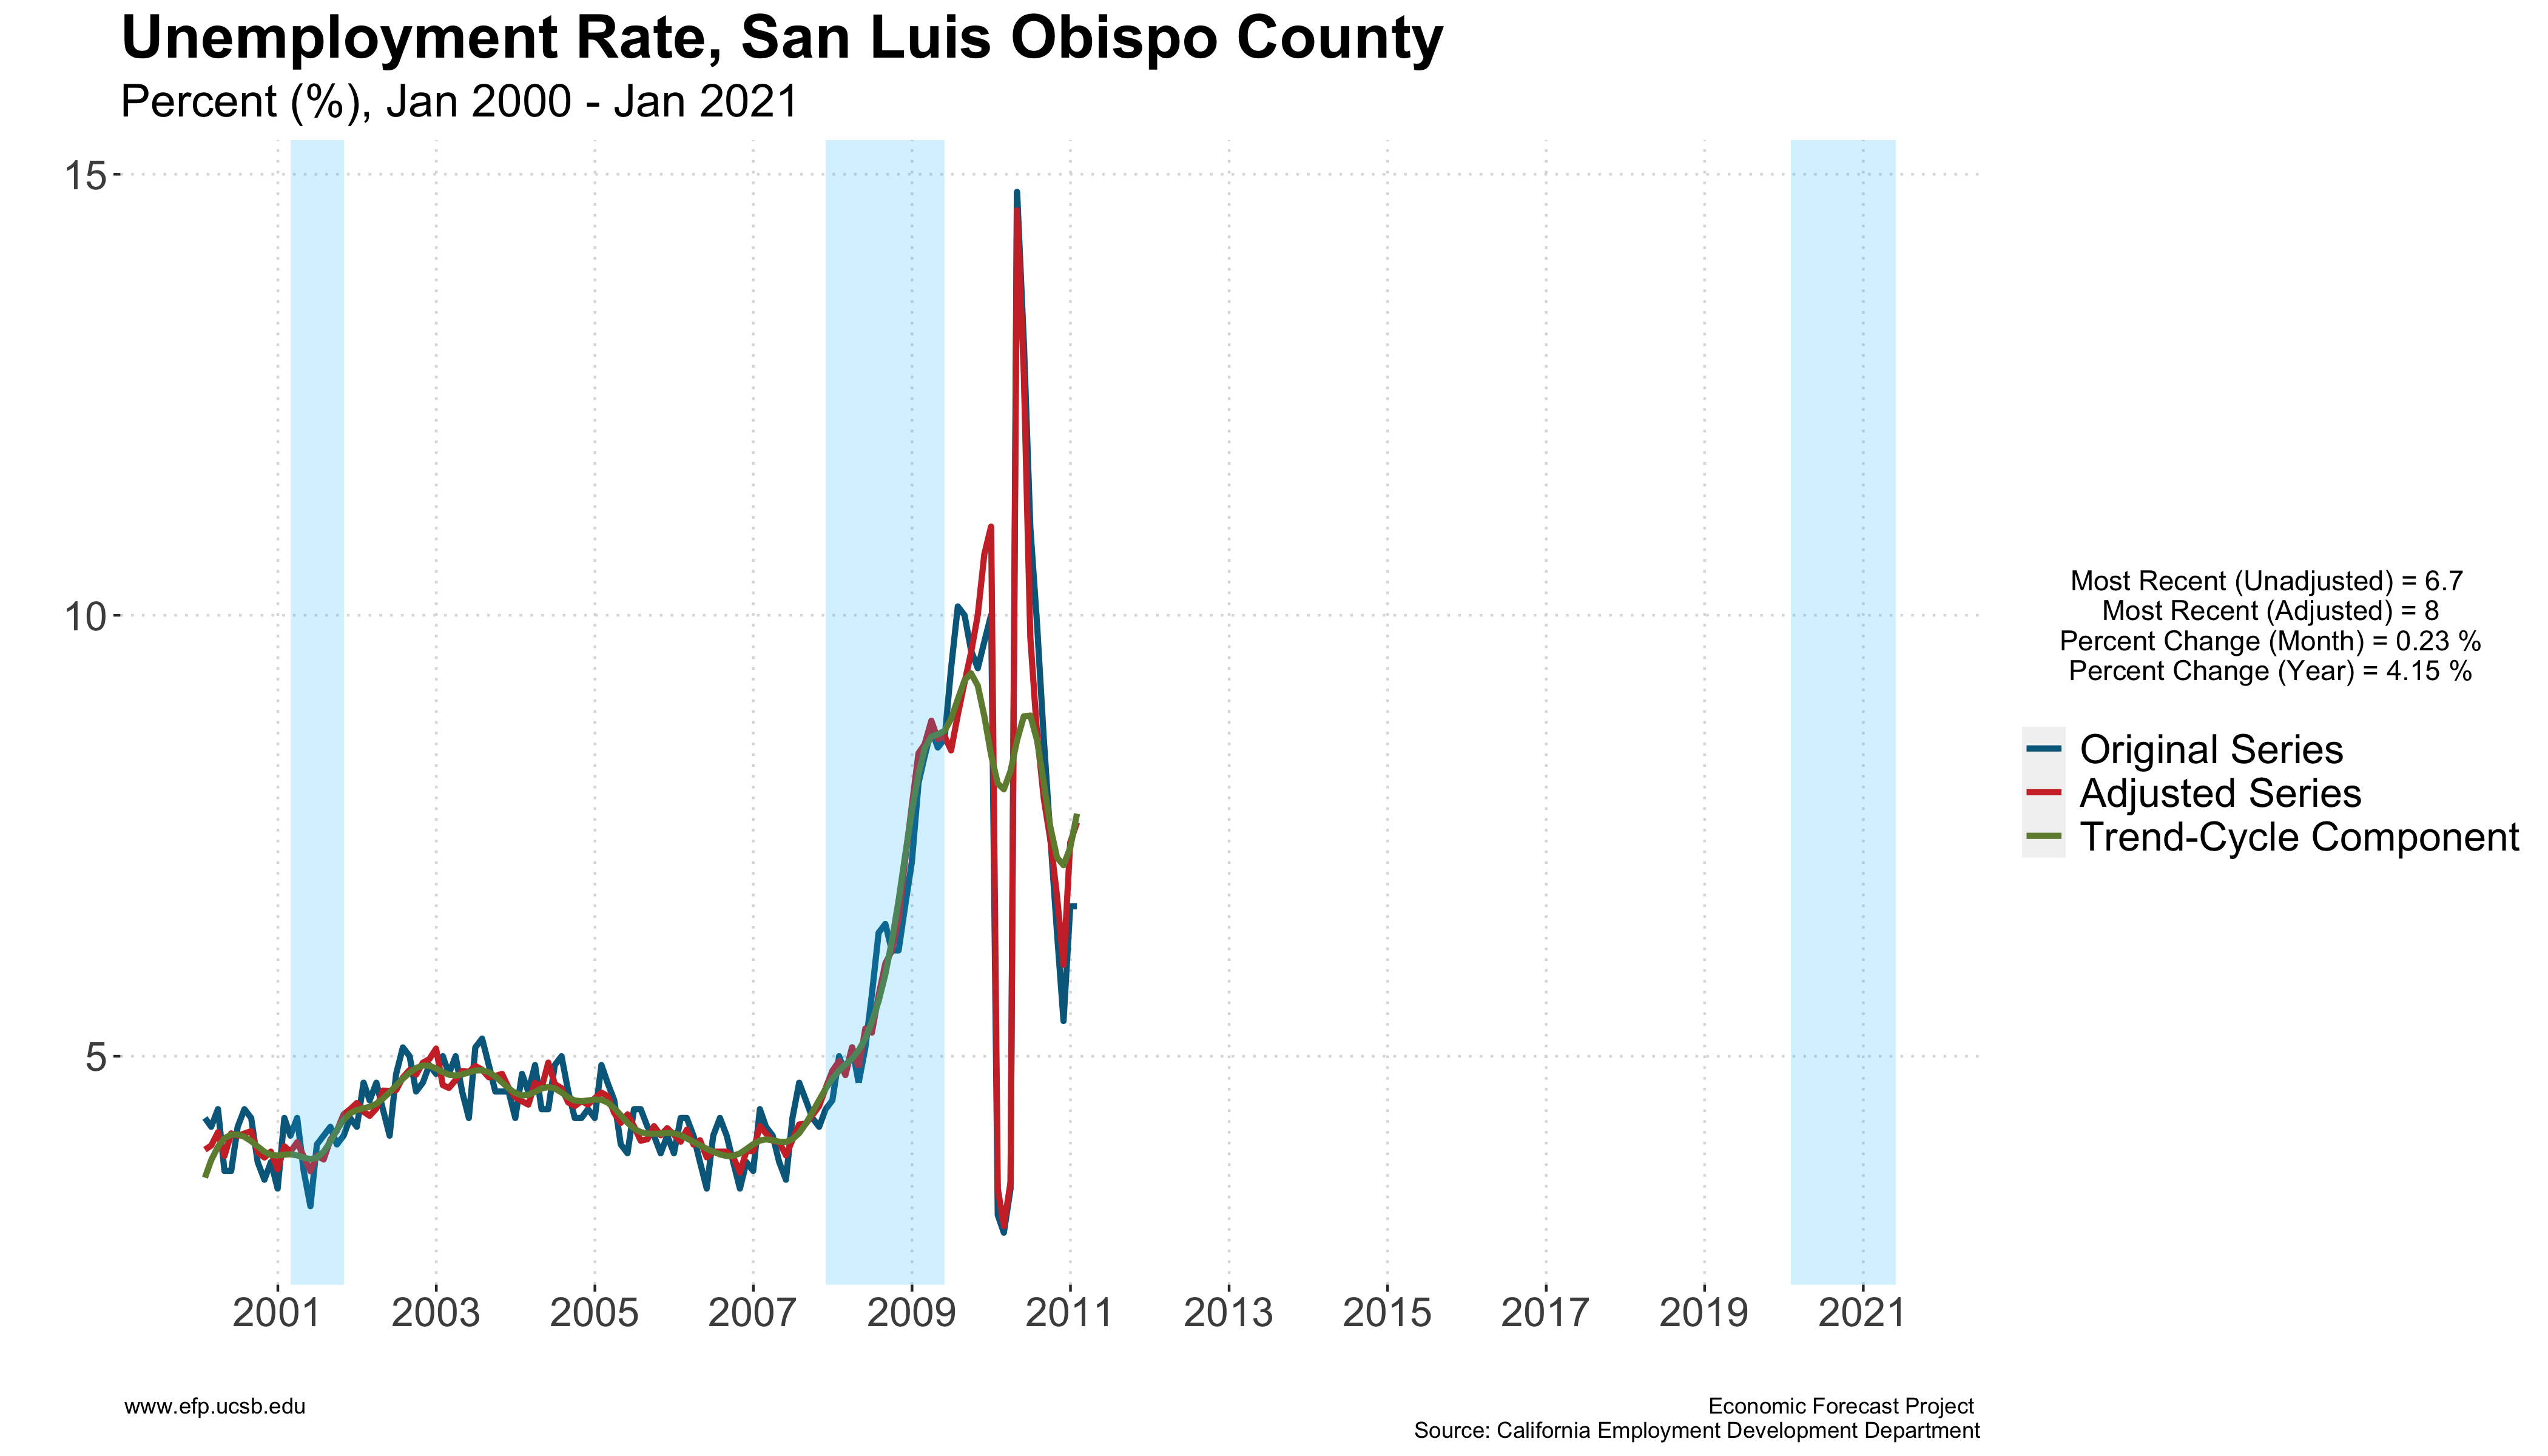 Unemployment Rate, San Luis Obispo County
Percent (%), Jan 2000 - Jan 2021
15
10
5
2001 2003 2005 2007 2009 2011 2013 2015 2017 2019 2021
Most Recent (Unadjusted) = 6.7
Most Recent (Adjusted) = 8
Percent Change (Month) = 0.23 %
Percent Change (Year) = 4.15 %
Original Series
Adjusted Series
Trend-Cycle Component
www.efp.ucsb.edu
Economic Forecast Project
Source: California Employment Development Department